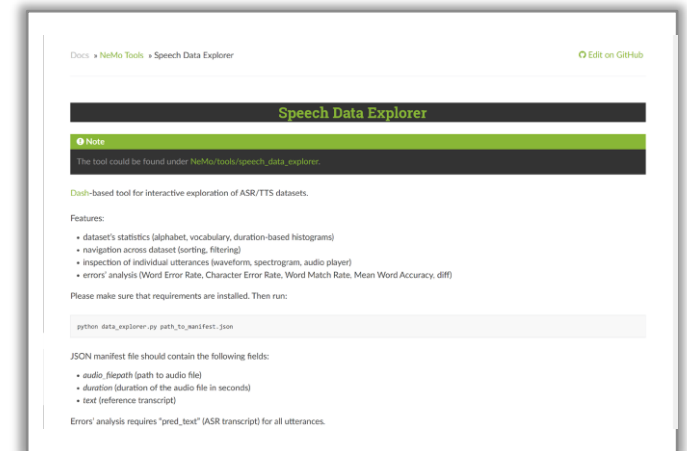 Docs » NeMo Tools » Speech Data Explorer
Edit on GitHub
Speech Data Explorer
Note
The tool could be found under NeMo/tools/speech_data_explorer.
Dash-based tool for interactive exploration of ASR/TTS datasets.
Features:
• dataset's statistics (alphabet, vocabulary, duration-based histograms)
• navigation across dataset (sorting, filtering)
• inspection of individual utterances (waveform, spectrogram, audio player)
• errors' analysis (Word Error Rate, Character Error Rate, Word Match Rate, Mean Word Accuracy, diff)
Please make sure that requirements are installed. Then run:
python data_explorer.py path_to_manifest.json
JSON manifest file should contain the following fields:
• audio_filepath (path to audio file)
• duration (duration of the audio file in seconds)
• text (reference transcript)
Errors' analysis requires "pred_text" (ASR transcript) for all utterances.